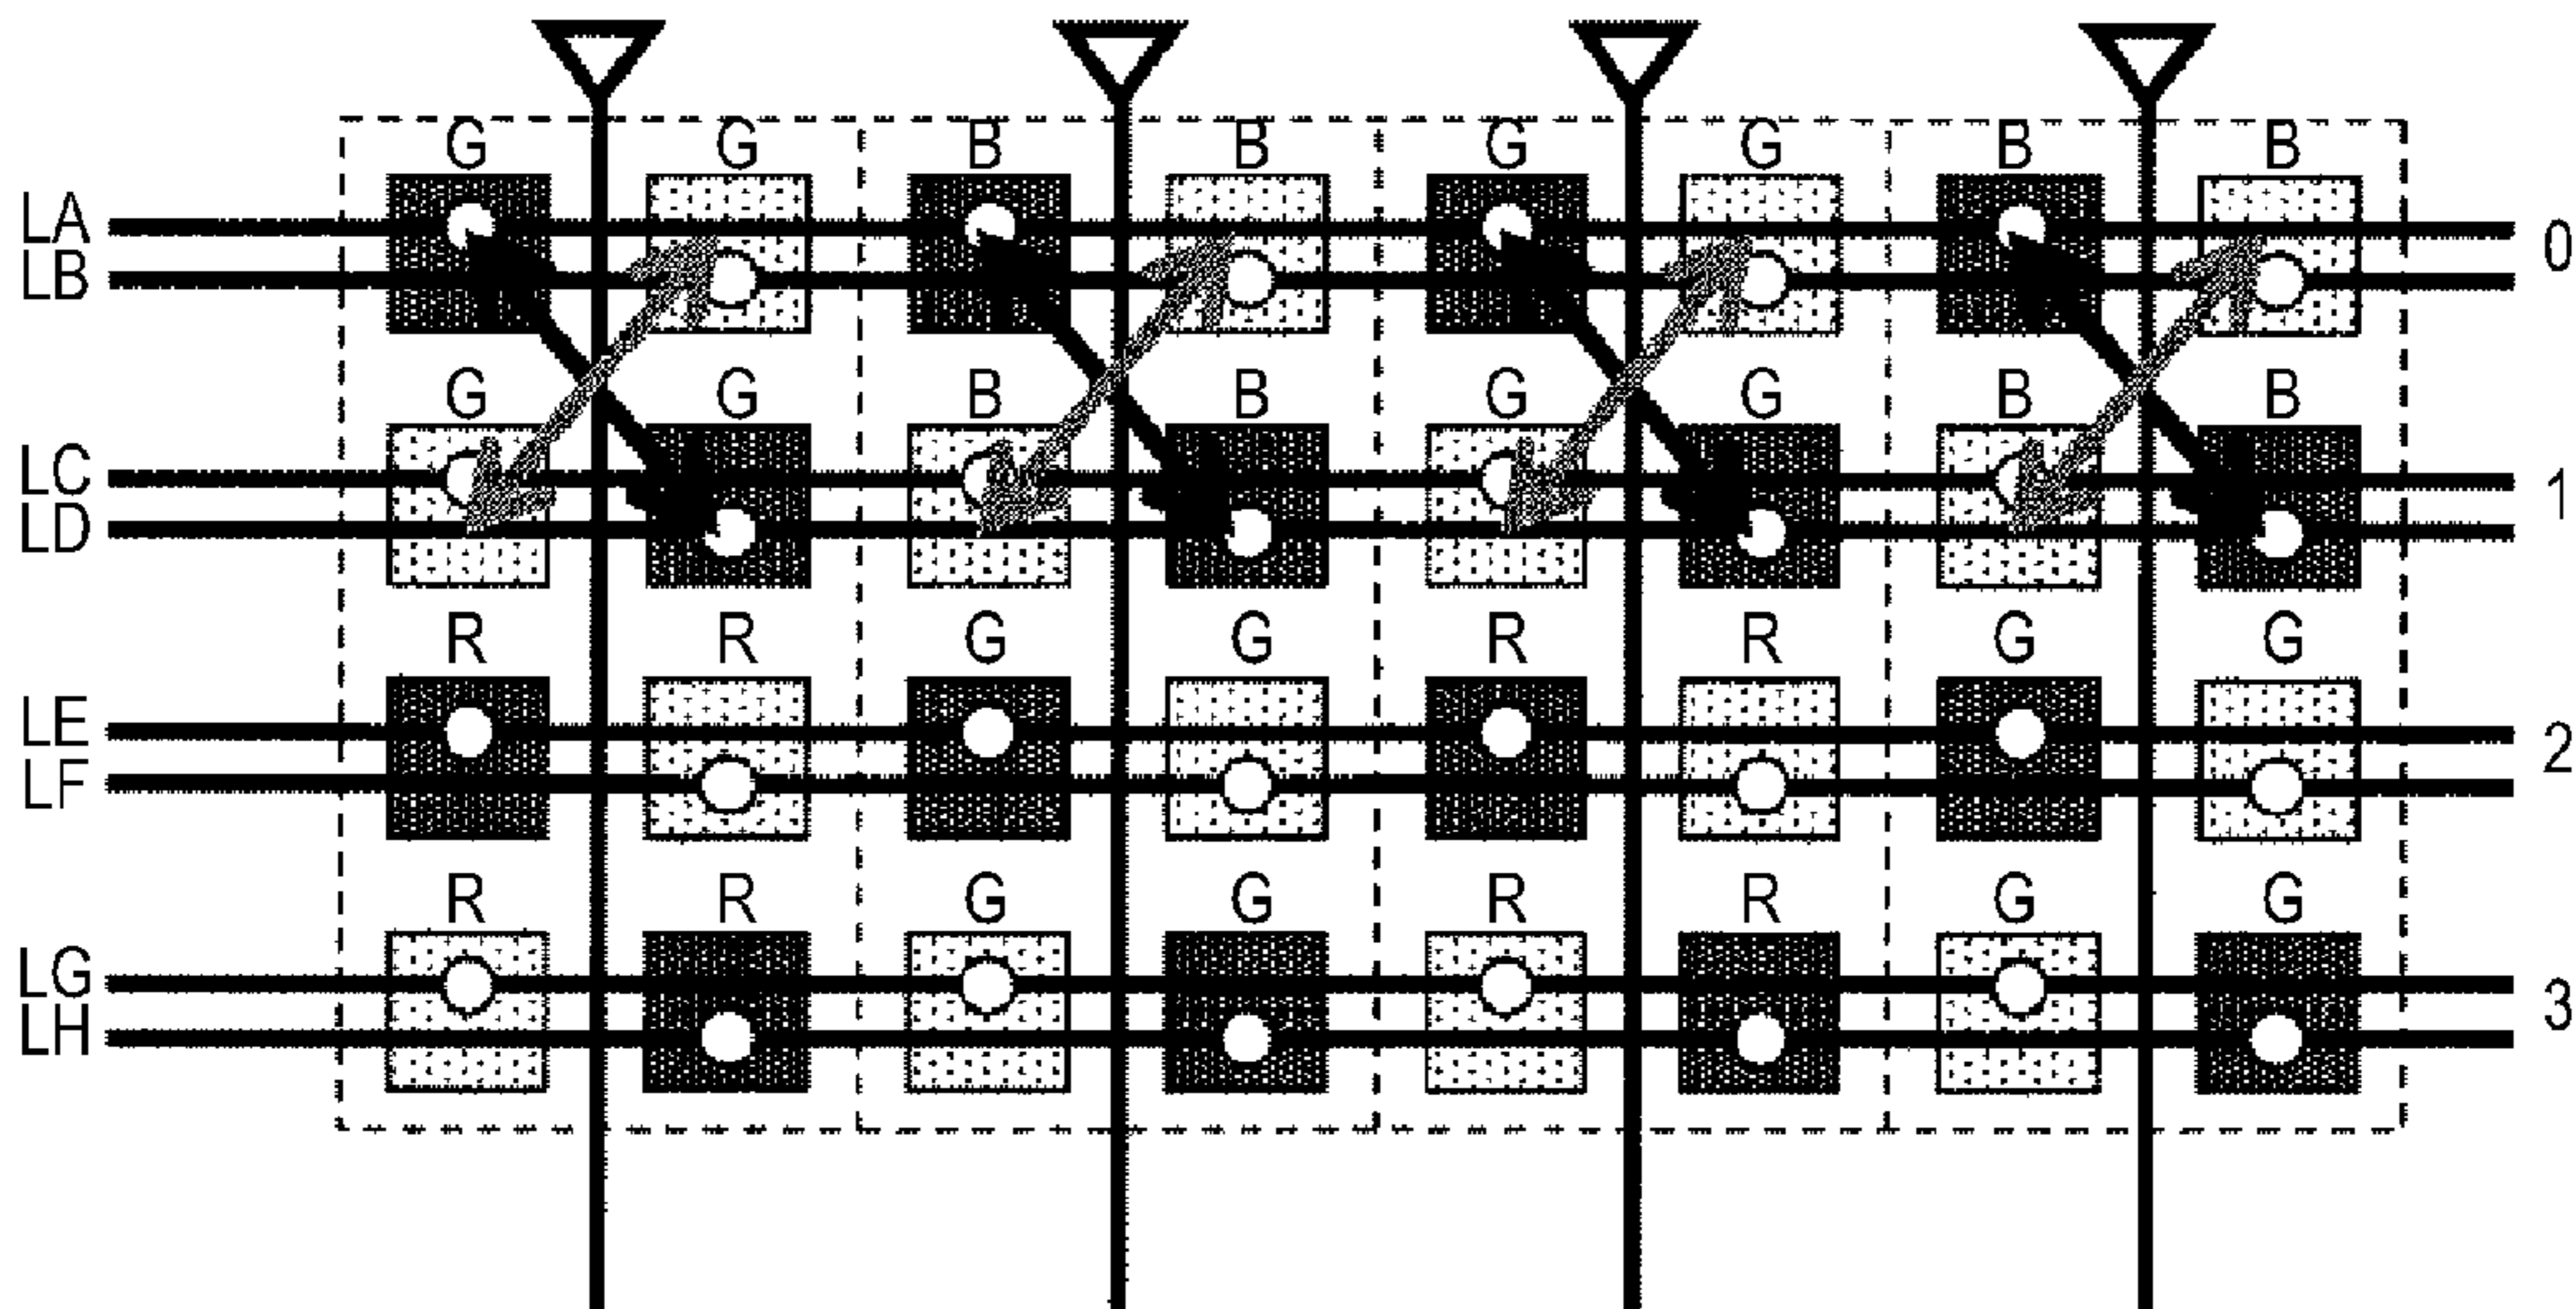 G G B B G G B B
LA
LB 0
G G B B G G B B
LC
LD 1
R R G G R R G G
LE
LF 2
R R G G R R G G
LG
LH 3